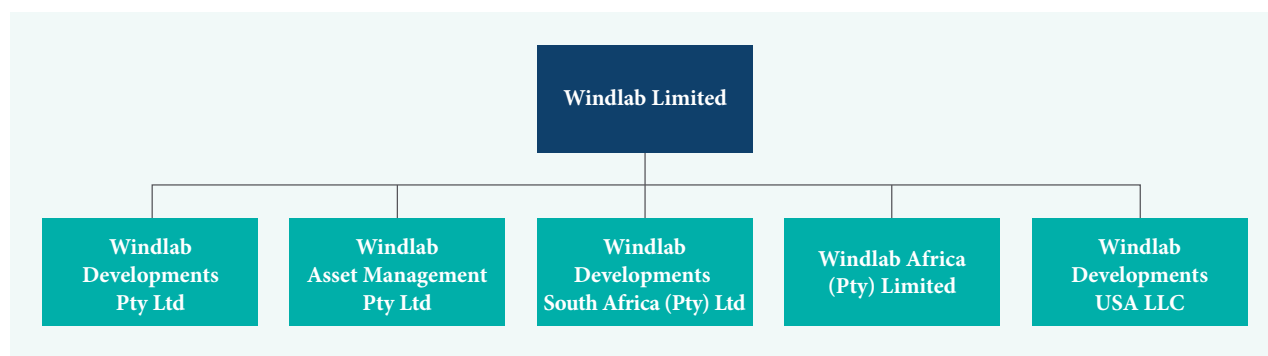 Windlab Limited
Windlab
Developments
Pty Ltd
Windlab
Asset Management
Pty Ltd
Windlab
Developments
South Africa (Pty) Ltd
Windlab Africa
(Pty) Limited
Windlab
Developments
USA LLC